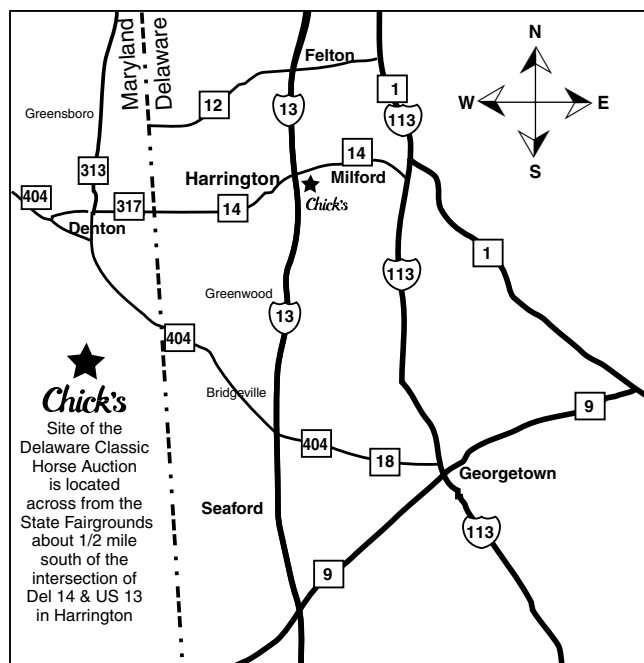 N
Maryland
Delaware
Felton
12
13
1
113
W
E
Greensboro
S
14
313
Harrington
Milford
404
317
14
Chick's
Denton
1
113
Greenwood
13
404
Chick's
Bridgeville
9
Site of the
Delaware Classic
Horse Auction
is located
across from the
State Fairgrounds
about 1/2 mile
south of the
intersection of
Del 14 & US 13
in Harrington
404
18
Georgetown
Seaford
113
9